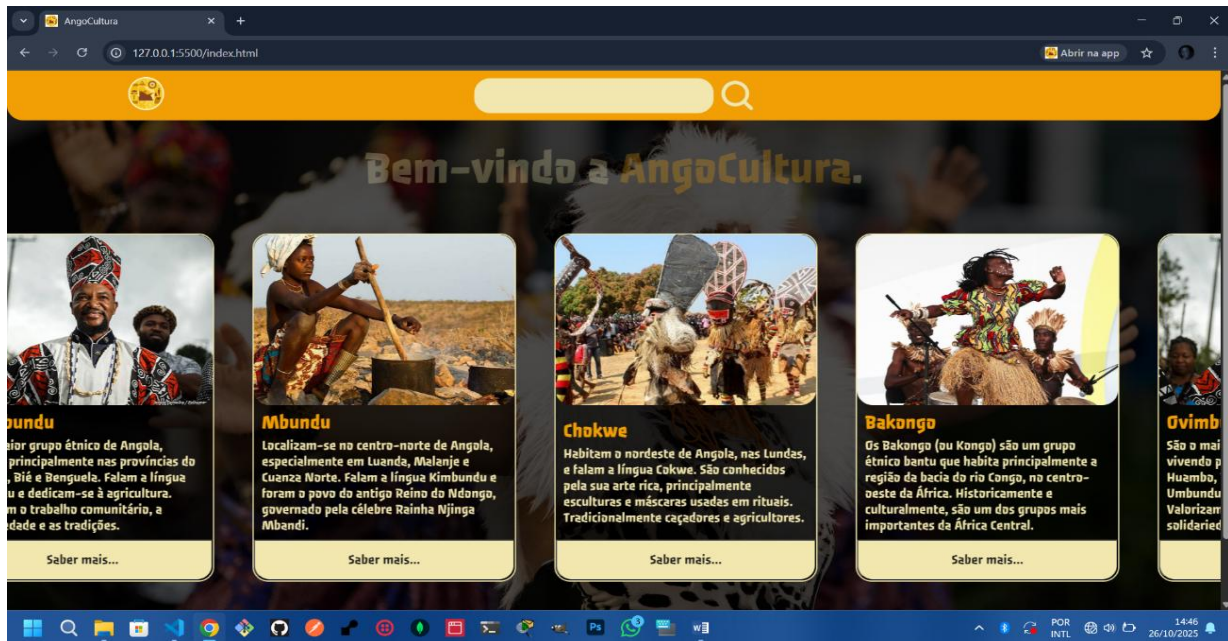 AngoCultura
127.0.0.1:5500/index.html
Abrir na app
Bem-vindo a AngoCultura.
aior grupo étnico de Angola,
principalmente nas províncias do
, Bié e Benguela. Falam a língua
u e dedicam-se à agricultura.
m o trabalho comunitário, a
edade e as tradições.
Saber mais...
Mbundu
Localizam-se no centro-norte de Angola,
especialmente em Luanda, Malanje e
Cuanza Norte. Falam a língua Kimbundu e
foram o povo do antigo Reino do Ndongo,
governado pela célebre Rainha Njinga
Mbandi.
Saber mais...
Chokwe
Habitam o nordeste de Angola, nas Lundas,
e falam a língua Cokwe. São conhecidos
pela sua arte rica, principalmente
esculturas e máscaras usadas em rituais.
Tradicionalmente caçadores e agricultores.
Saber mais...
Bakongo
Os Bakongo (ou Kongo) são um grupo
étnico bantu que habita principalmente a
região da bacia do rio Congo, no centro-
oeste da África. Historicamente e
culturalmente, são um dos grupos mais
importantes da África Central.
Saber mais...
Ovimb
São o mai
vivendo p
Huambo,
Umbundu
Valorizam
solidaried
POR
INTL
14:46
26/10/2025